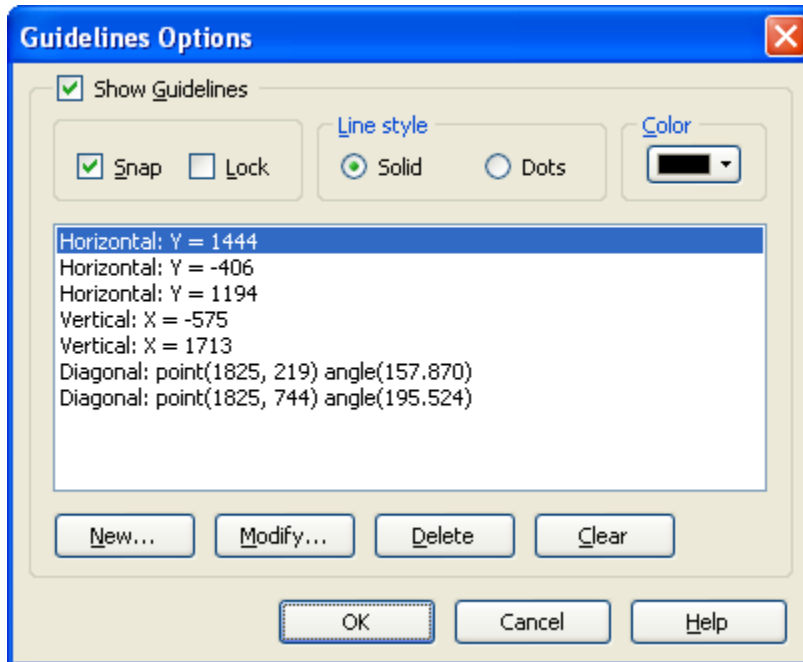 Guidelines Options
Show Guidelines
Snap Lock
Line style
Solid Dots
Color
Horizontal: Y = 1444
Horizontal: Y = -406
Horizontal: Y = 1194
Vertical: X = -575
Vertical: X = 1713
Diagonal: point(1825, 219) angle(157.870)
Diagonal: point(1825, 744) angle(195.524)
New... Modify... Delete Clear
OK Cancel Help